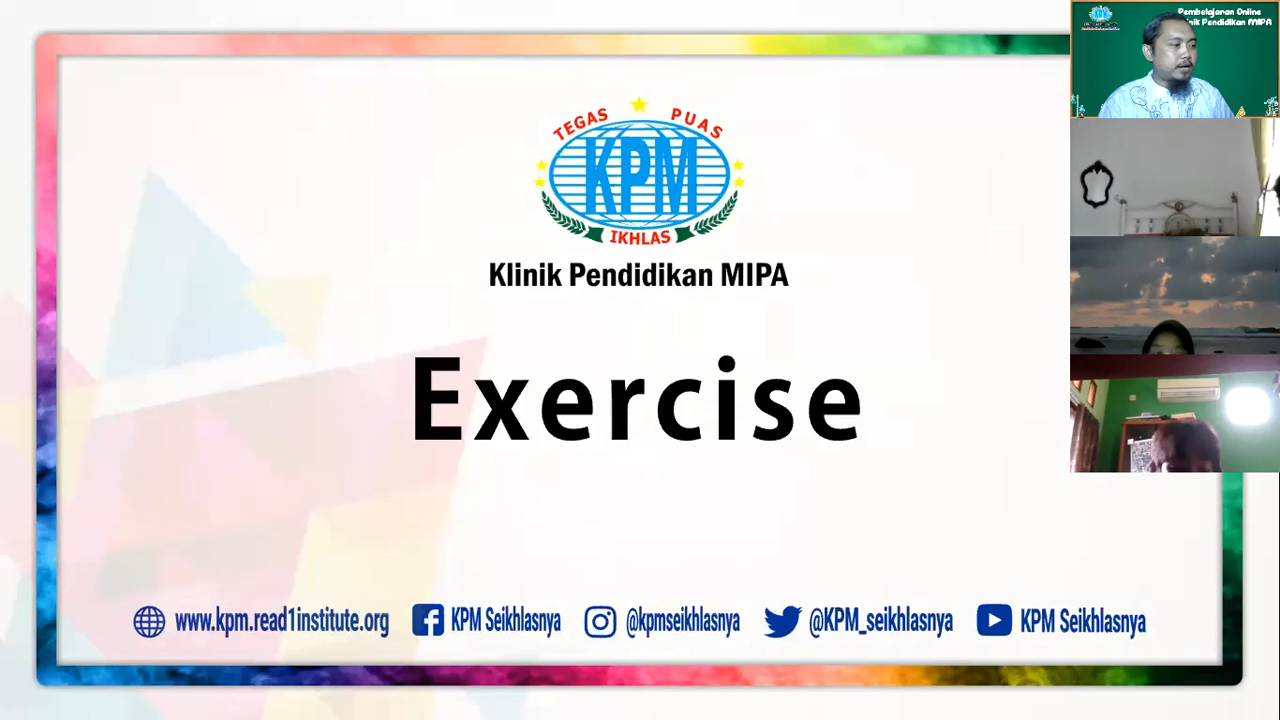 TEGAS PUAS
KPM
IKHLAS
Klinik Pendidikan MIPA
Exercise
www.kpm.read1institute.org
KPM Seikhlasnya
@kpmseikhlasnya
@KPM_seikhlasnya
KPM Seikhlasnya
Pembelajaran Online
Klinik Pendidikan MIPA